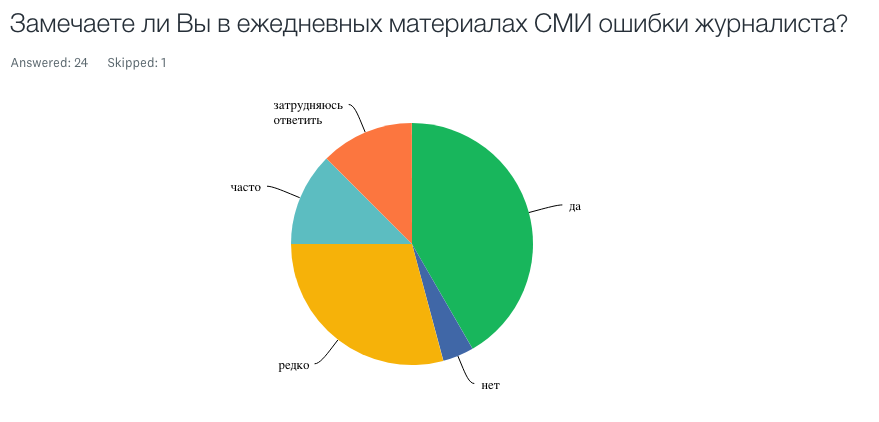 Замечаете ли Вы в ежедневных материалах СМИ ошибки журналиста?
Answered: 24 Skipped: 1
затрудняюсь
ответить
часто
да
редко
нет